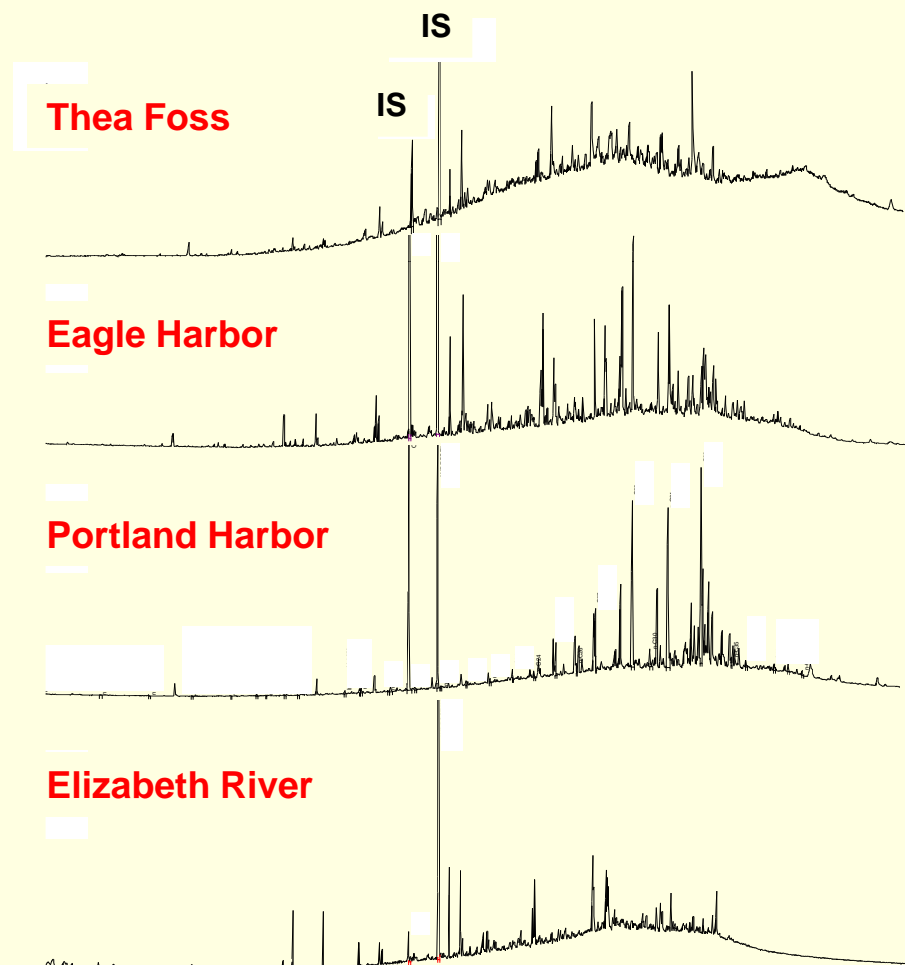 IS
IS
Thea Foss
Eagle Harbor
Portland Harbor
Elizabeth River